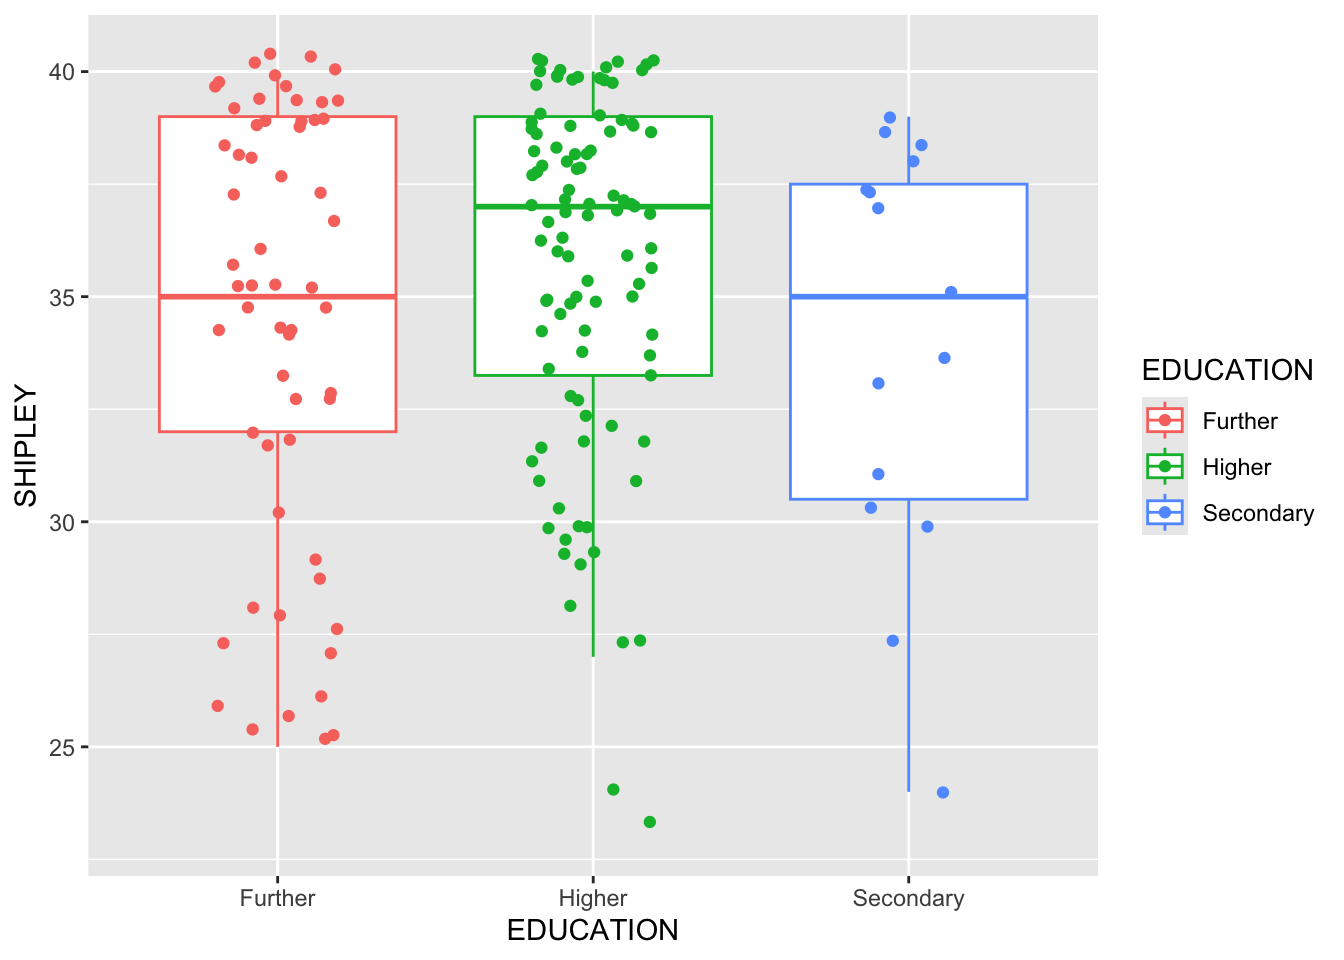 40
35
30
25
SHIPLEY
Further
Higher
Secondary
EDUCATION
EDUCATION
Further
Higher
Secondary